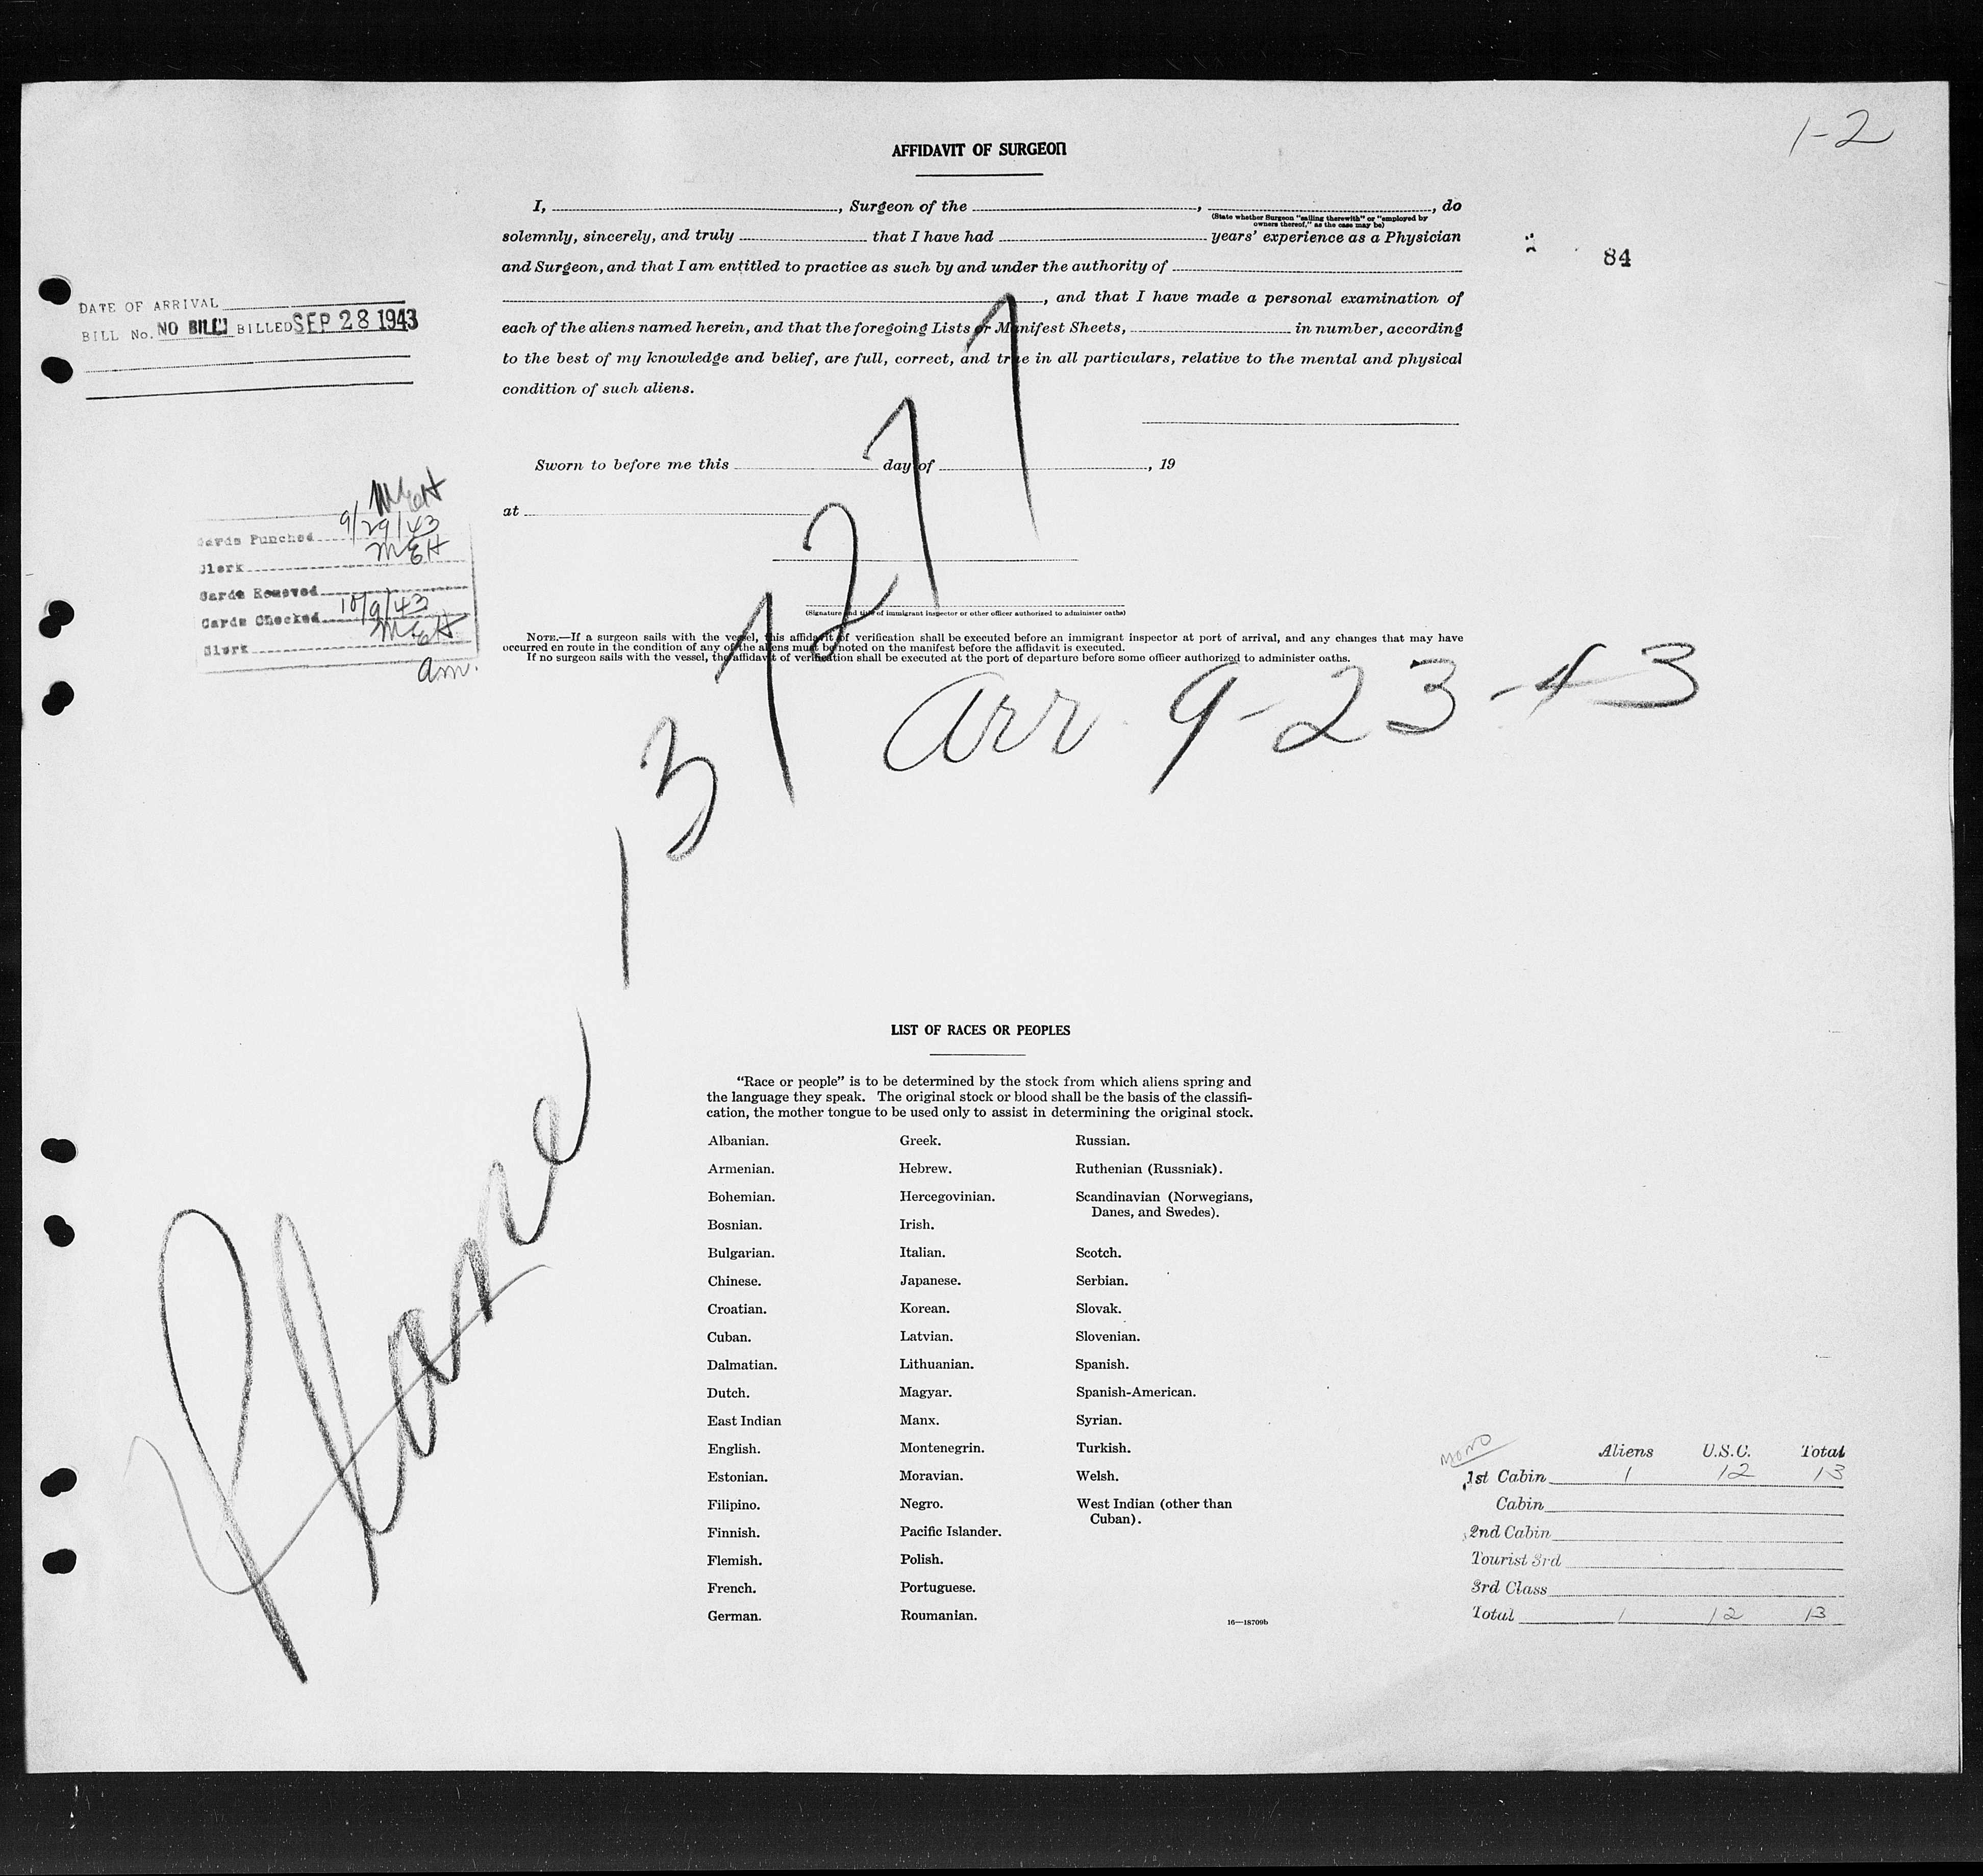 1-2
AFFIDAVIT OF SURGEON
I, , Surgeon of the , , do
(State whether Surgeon "sailing therewith" or "employed by
owners thereof," as the case may be)
solemnly, sincerely, and truly that I have had years' experience as a Physician
84
and Surgeon, and that I am entitled to practice as such by and under the authority of
, and that I have made a personal examination of
each of the aliens named herein, and that the foregoing Lists or Manifest Sheets, in number, according
to the best of my knowledge and belief, are full, correct, and true in all particulars, relative to the mental and physical
condition of such aliens.
DATE OF ARRIVAL
BILL No. NO BILL BILLED SEP 28 1943
Sworn to before me this day of , 19
at
(Signature and title of immigrant inspector or other officer authorized to administer oaths)
MEH
Cards Punched 9/29/43
Clerk MEH
Cards Removed
Cards Checked 10/9/43
Clerk MEH
am.
NOTE.—If a surgeon sails with the vessel, this affidavit of verification shall be executed before an immigrant inspector at port of arrival, and any changes that may have
occurred en route in the condition of any of the aliens must be noted on the manifest before the affidavit is executed.
If no surgeon sails with the vessel, the affidavit of verification shall be executed at the port of departure before some officer authorized to administer oaths.
Plane 131211
arr 9-23-43
LIST OF RACES OR PEOPLES
"Race or people" is to be determined by the stock from which aliens spring and
the language they speak. The original stock or blood shall be the basis of the classifi-
cation, the mother tongue to be used only to assist in determining the original stock.
Albanian. Greek. Russian.
Armenian. Hebrew. Ruthenian (Russniak).
Bohemian. Hercegovinian. Scandinavian (Norwegians,
Danes, and Swedes).
Bosnian. Irish.
Bulgarian. Italian. Scotch.
Chinese. Japanese. Serbian.
Croatian. Korean. Slovak.
Cuban. Latvian. Slovenian.
Dalmatian. Lithuanian. Spanish.
Dutch. Magyar. Spanish-American.
East Indian Manx. Syrian.
English. Montenegrin. Turkish.
Estonian. Moravian. Welsh.
Filipino. Negro. West Indian (other than
Cuban).
Finnish. Pacific Islander.
Flemish. Polish.
French. Portuguese.
German. Roumanian.
16—18709b
Aliens U.S.C. Total
1st Cabin 1 12 13
Cabin
2nd Cabin
Tourist 3rd
3rd Class
Total 1 12 13